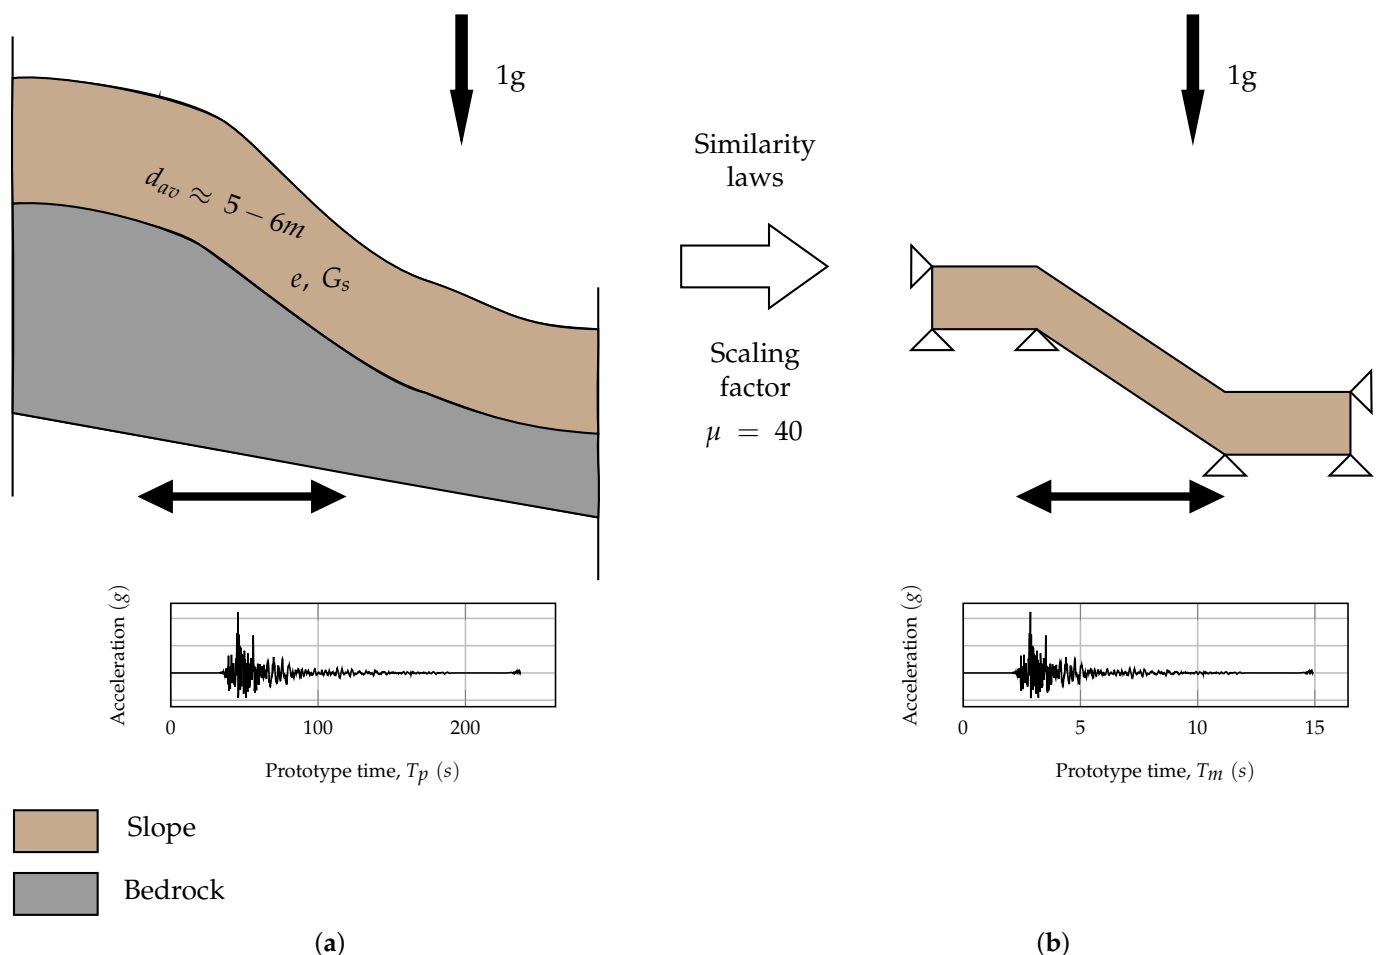 1g
1g
Similarity
laws
d_av ≈ 5 − 6m
e, G_s
Scaling
factor
μ = 40
Acceleration (g)
0
100
200
Prototype time, T_p (s)
Acceleration (g)
0
5
10
15
Prototype time, T_m (s)
Slope
Bedrock
(a)
(b)